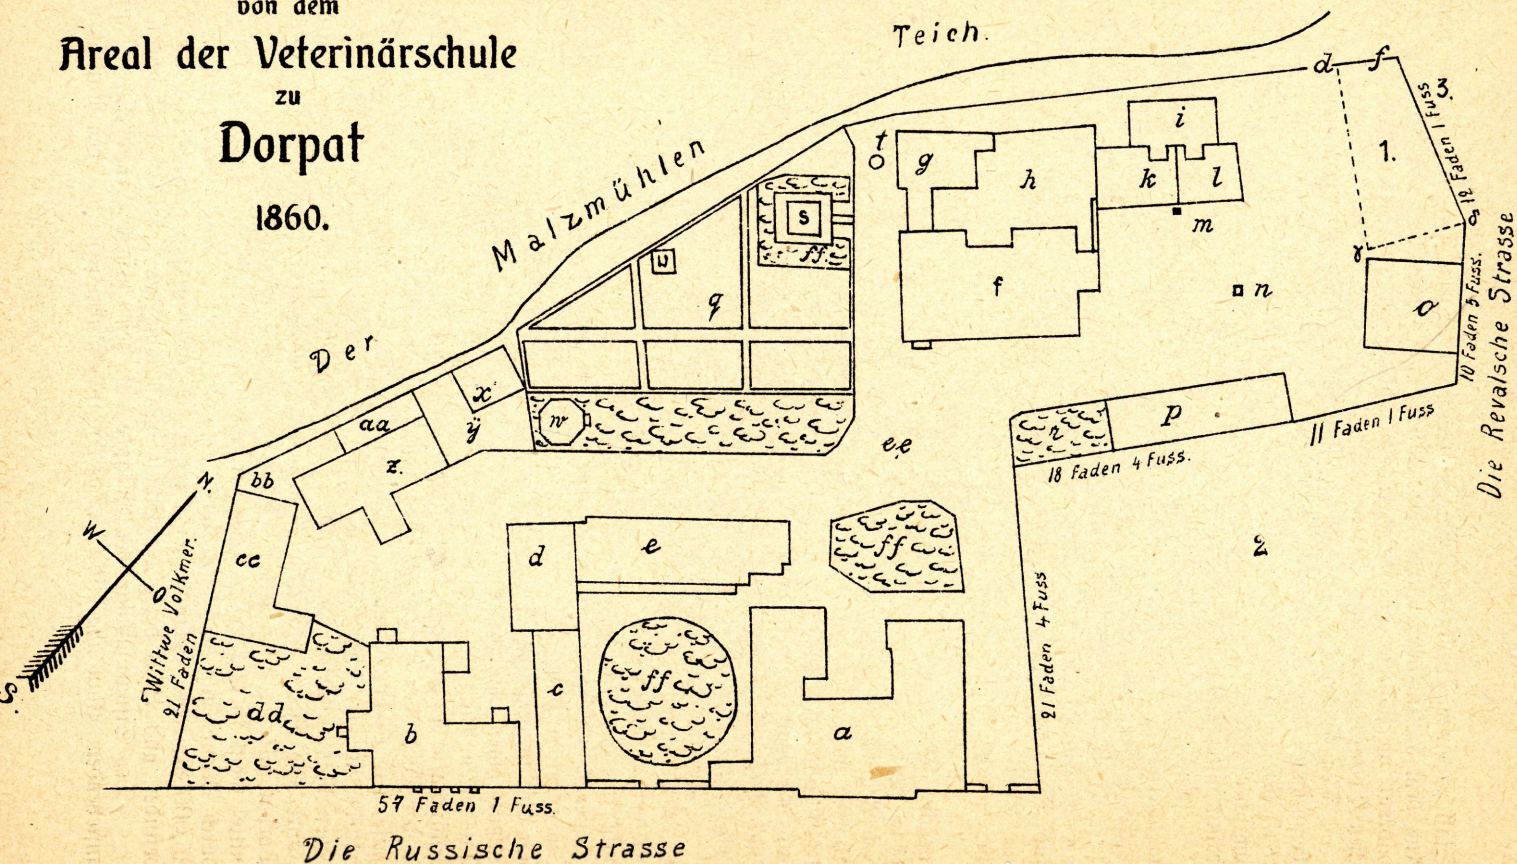 von dem
Areal der Veterinärschule
zu
Dorpat
1860.
Der Malzmühlen Teich.
d f
3.
12 Faden 1 Fuss
1.
i
t
g
h
k
l
m
s
ff
q
f
n
o
10 Faden 5 Fuss.
Die Revalsche Strasse
x
aa
y
w
z.
bb
ee
r
p
11 Faden 1 Fuss
18 Faden 4 Fuss.
N.
W
O
S.
cc
Wittwe Volkmer.
21 Faden
d
e
ff
2
21 Faden 4 Fuss
dd
b
c
ff
a
57 Faden 1 Fuss.
Die Russische Strasse